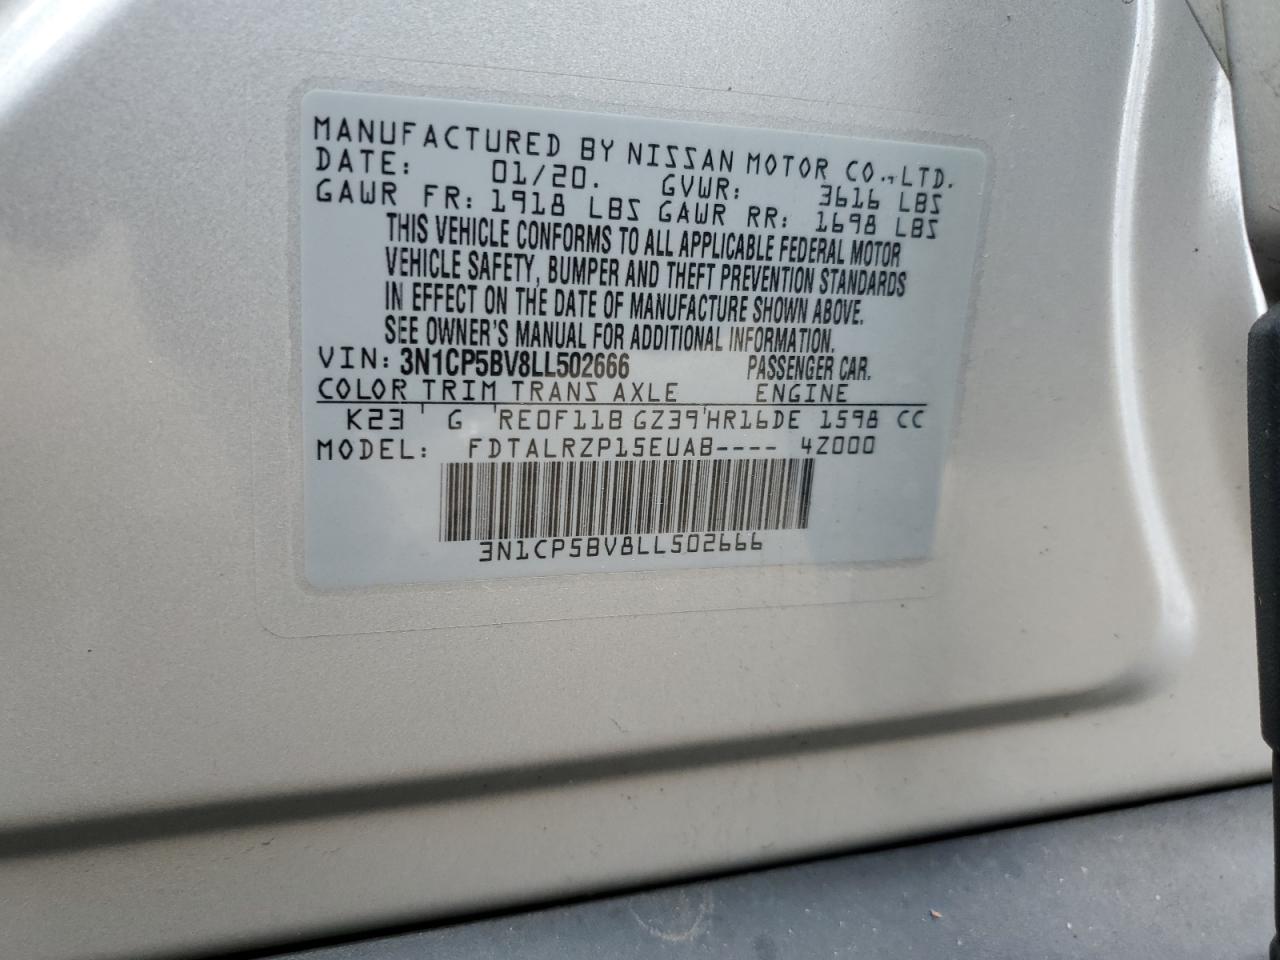 MANUFACTURED BY NISSAN MOTOR CO.,LTD.
DATE: 01/20. GVWR: 3616 LBS
GAWR FR: 1918 LBS GAWR RR: 1698 LBS
THIS VEHICLE CONFORMS TO ALL APPLICABLE FEDERAL MOTOR
VEHICLE SAFETY, BUMPER AND THEFT PREVENTION STANDARDS
IN EFFECT ON THE DATE OF MANUFACTURE SHOWN ABOVE.
SEE OWNER'S MANUAL FOR ADDITIONAL INFORMATION.
VIN: 3N1CP5BV8LL502666 PASSENGER CAR.
COLOR TRIM TRANS AXLE ENGINE
K23 ' G 'RE0F11B GZ39'HR16DE 1598 CC
MODEL: FDTALRZP15EUAB---- 4Z000
3N1CP5BV8LL502666